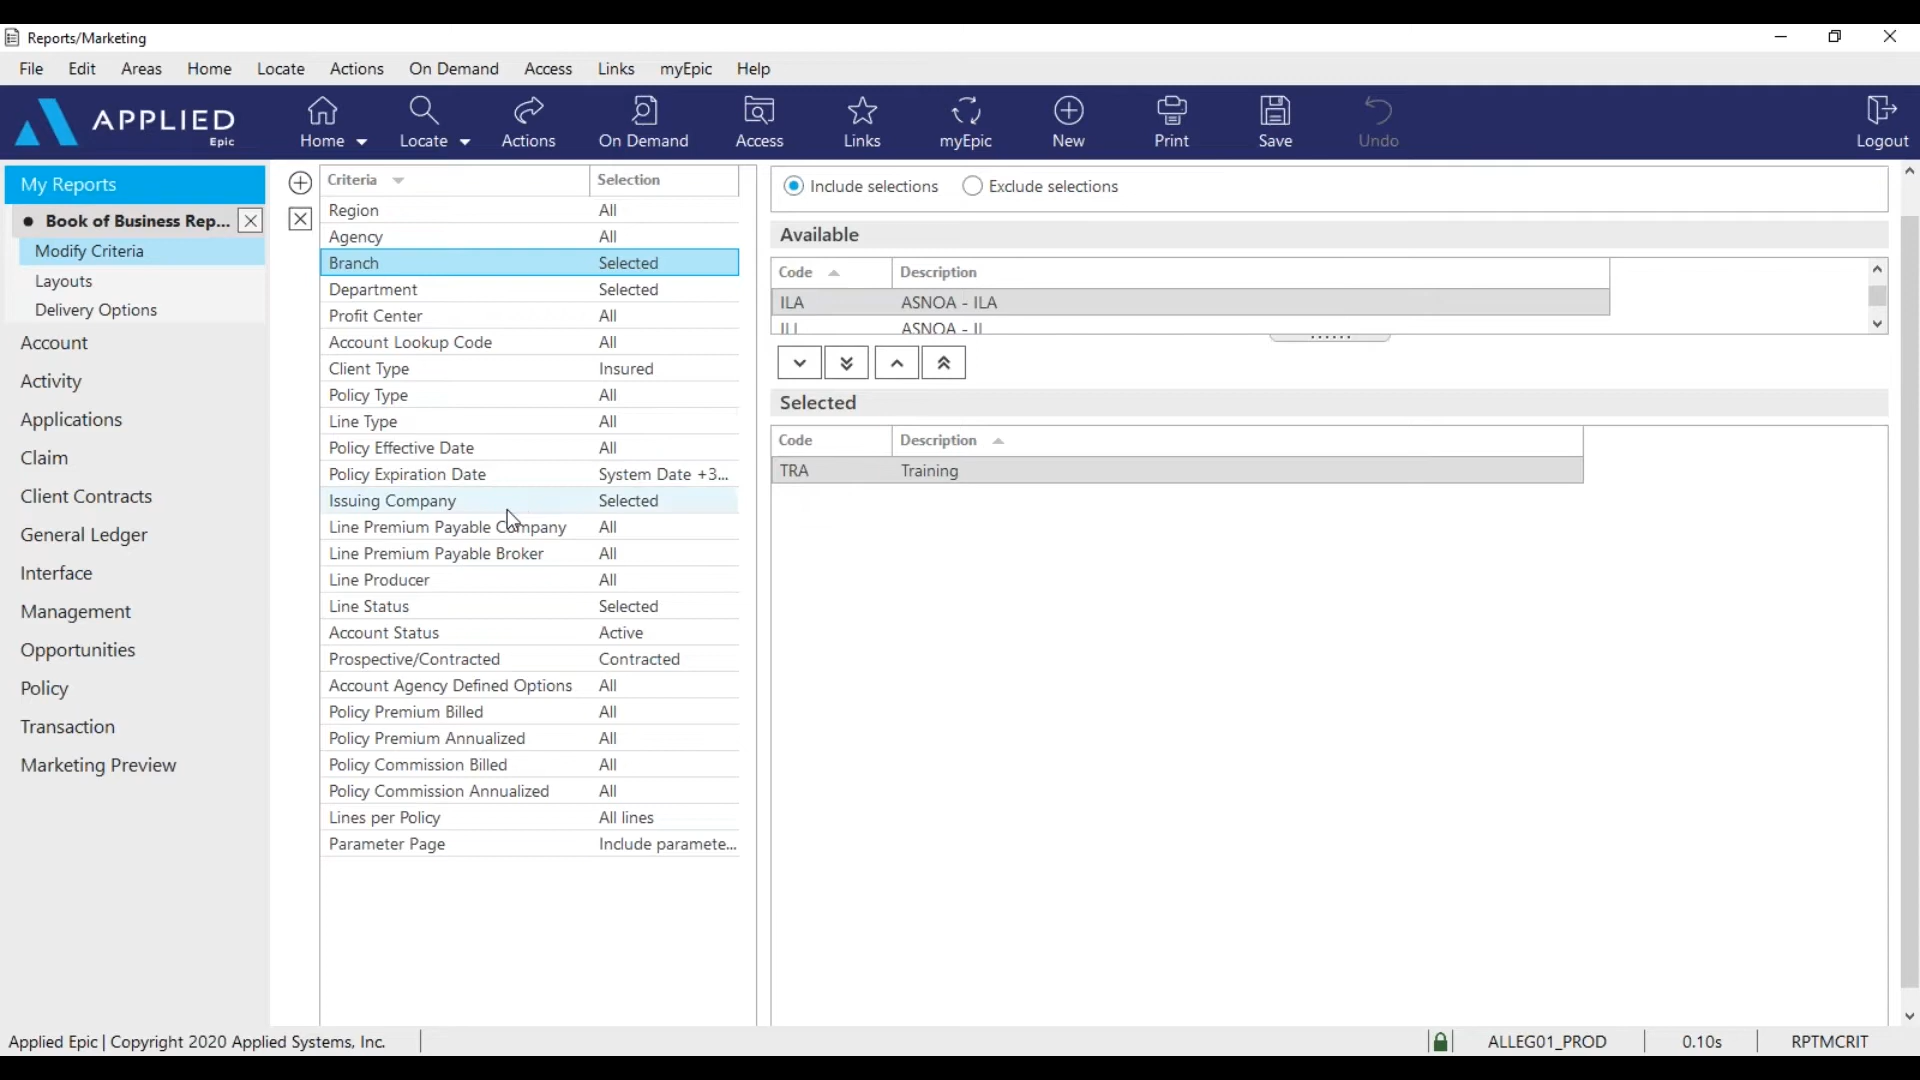 Reports/Marketing
File Edit Areas Home Locate Actions On Demand Access Links myEpic Help
APPLIED
Epic
Home Locate Actions On Demand Access Links myEpic New Print Save Undo Logout
My Reports
Book of Business Rep...
Modify Criteria
Layouts
Delivery Options
Account
Activity
Applications
Claim
Client Contracts
General Ledger
Interface
Management
Opportunities
Policy
Transaction
Marketing Preview
Criteria Selection
Region All
Agency All
Branch Selected
Department Selected
Profit Center All
Account Lookup Code All
Client Type Insured
Policy Type All
Line Type All
Policy Effective Date All
Policy Expiration Date System Date +3...
Issuing Company Selected
Line Premium Payable Company All
Line Premium Payable Broker All
Line Producer All
Line Status Selected
Account Status Active
Prospective/Contracted Contracted
Account Agency Defined Options All
Policy Premium Billed All
Policy Premium Annualized All
Policy Commission Billed All
Policy Commission Annualized All
Lines per Policy All lines
Parameter Page Include paramete...
Include selections Exclude selections
Available
Code Description
ILA ASNOA - ILA
ASNOA - IL
Selected
Code Description
TRA Training
Applied Epic | Copyright 2020 Applied Systems, Inc.
ALLEG01_PROD 0.10s RPTMCRIT